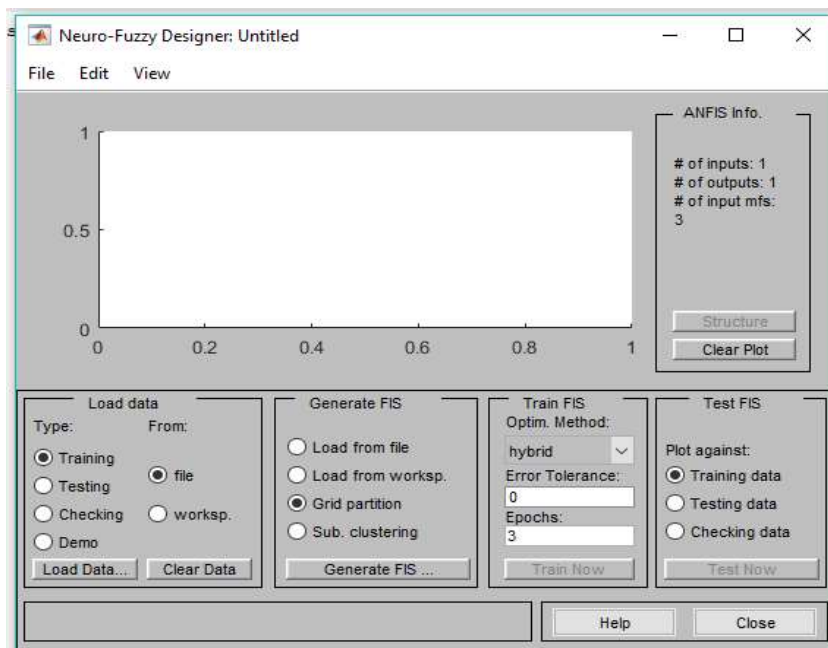 Neuro-Fuzzy Designer: Untitled
File Edit View
1
0.5
0
0 0.2 0.4 0.6 0.8 1
ANFIS Info.
# of inputs: 1
# of outputs: 1
# of input mfs:
3
Structure
Clear Plot
Load data
Type: From:
Training
Testing
Checking
Demo
file
worksp.
Load Data... Clear Data
Generate FIS
Load from file
Load from worksp.
Grid partition
Sub. clustering
Generate FIS ...
Train FIS
Optim. Method:
hybrid
Error Tolerance:
0
Epochs:
3
Train Now
Test FIS
Plot against:
Training data
Testing data
Checking data
Test Now
Help Close